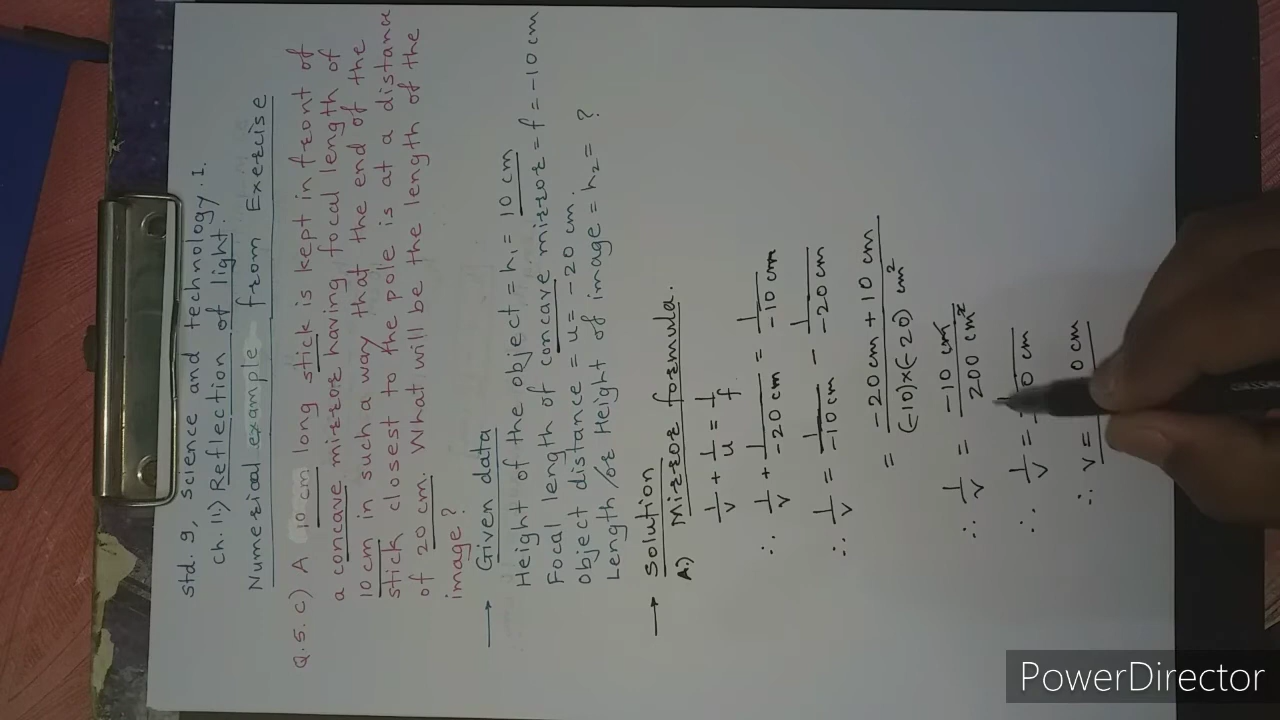 std. 9, science and technology. I.
ch. 11) Reflection of light.
Numerical example from Exercise
Q.5. C) A 10 cm long stick is kept in front of
a concave mirror having focal length of
10 cm in such a way that the end of the
stick closest to the pole is at a distance
of 20 cm. What will be the length of the
image?
→ Given data
Height of the object = h₁ = 10 cm
Focal length of concave mirror = f = -10 cm
Object distance = u = -20 cm.
Length /or Height of image = h₂ = ?
→ Solution
A.) Mirror formula.
1/v + 1/u = 1/f
∴ 1/v + 1/-20 cm = 1/-10 cm
∴ 1/v = 1/-10 cm - 1/-20 cm
= -20 cm + 10 cm / (-10)×(-20) cm²
∴ 1/v = -10 cm / 200 cm²
∴ 1/v = 0 cm
∴ v = 0 cm
PowerDirector